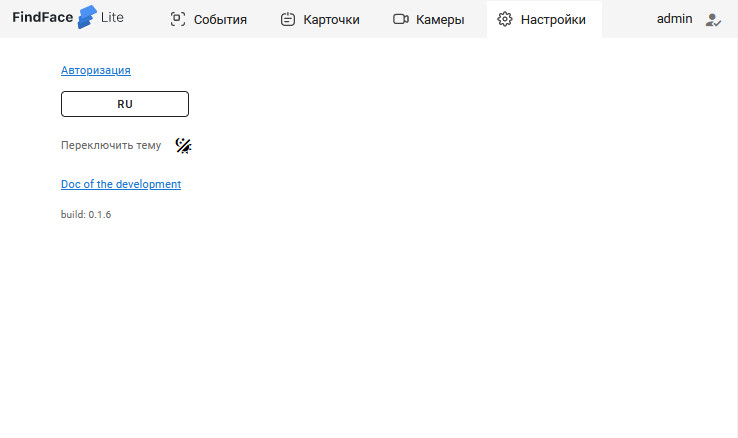 FindFace Lite События Карточки Камеры Настройки admin
Авторизация
RU
Переключить тему
Doc of the development
build: 0.1.6